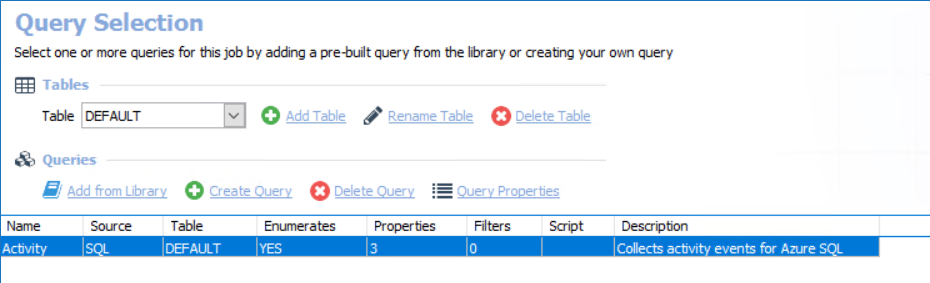 Query Selection
Select one or more queries for this job by adding a pre-built query from the library or creating your own query
Tables
Table DEFAULT Add Table Rename Table Delete Table
Queries
Add from Library Create Query Delete Query Query Properties
Name Source Table Enumerates Properties Filters Script Description
Activity SQL DEFAULT YES 3 0 Collects activity events for Azure SQL